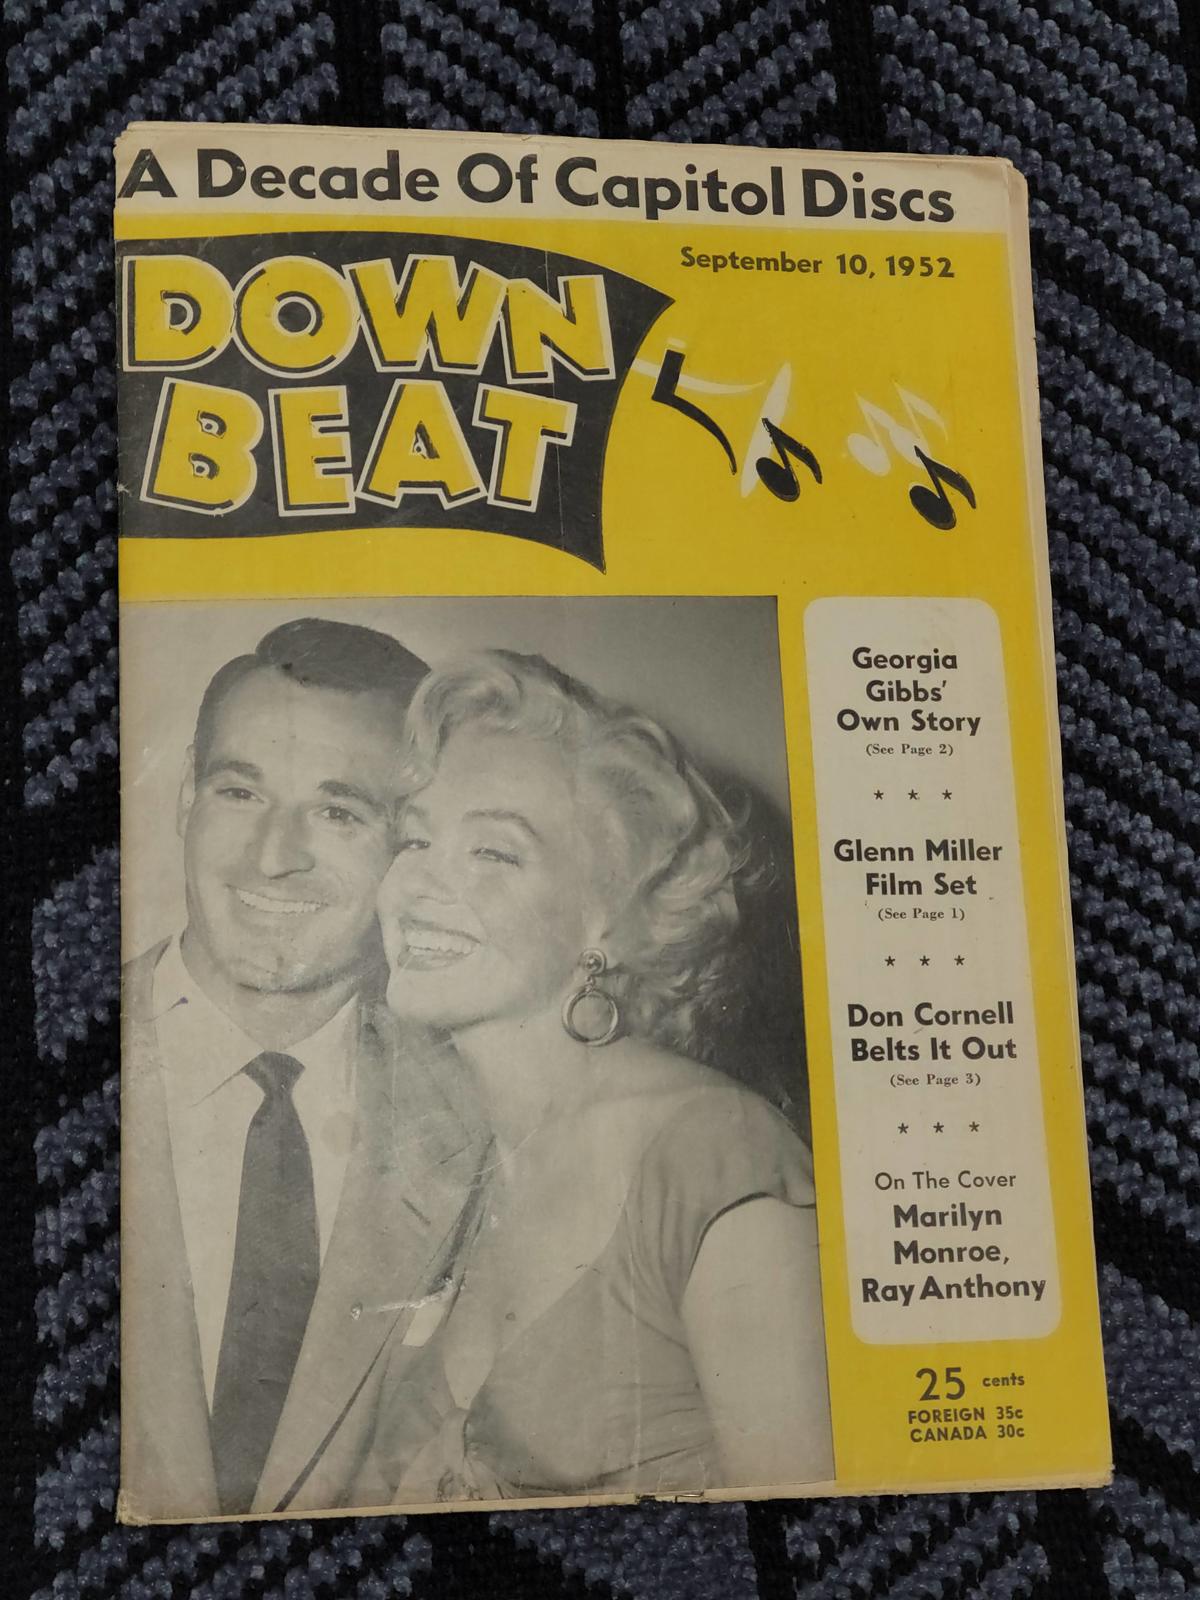 A Decade Of Capitol Discs
September 10, 1952
DOWN
BEAT
Georgia
Gibbs'
Own Story
(See Page 2)
* * *
Glenn Miller
Film Set
(See Page 1)
* * *
Don Cornell
Belts It Out
(See Page 3)
* * *
On The Cover
Marilyn
Monroe,
Ray Anthony
25 cents
FOREIGN 35c
CANADA 30c